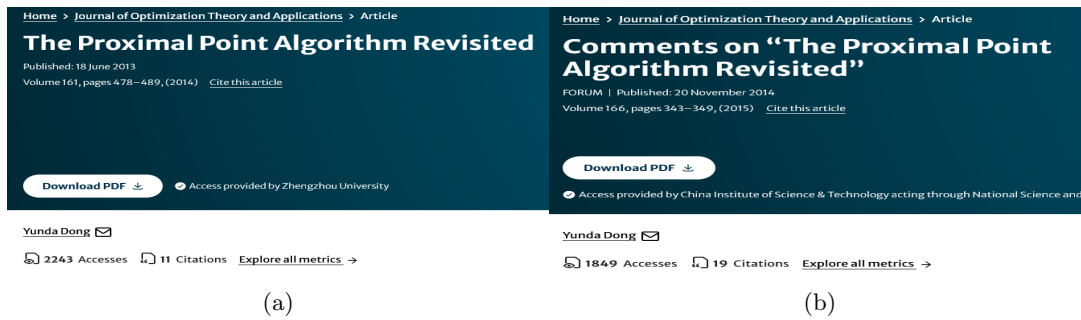 Home > Journal of Optimization Theory and Applications > Article
The Proximal Point Algorithm Revisited
Published: 18 June 2013
Volume 161, pages 478–489, (2014) Cite this article
Download PDF
Access provided by Zhengzhou University
Yunda Dong
2243 Accesses 11 Citations Explore all metrics →
(a)
Home > Journal of Optimization Theory and Applications > Article
Comments on “The Proximal Point
Algorithm Revisited”
FORUM | Published: 20 November 2014
Volume 166, pages 343–349, (2015) Cite this article
Download PDF
Access provided by China Institute of Science & Technology acting through National Science and
Yunda Dong
1849 Accesses 19 Citations Explore all metrics →
(b)